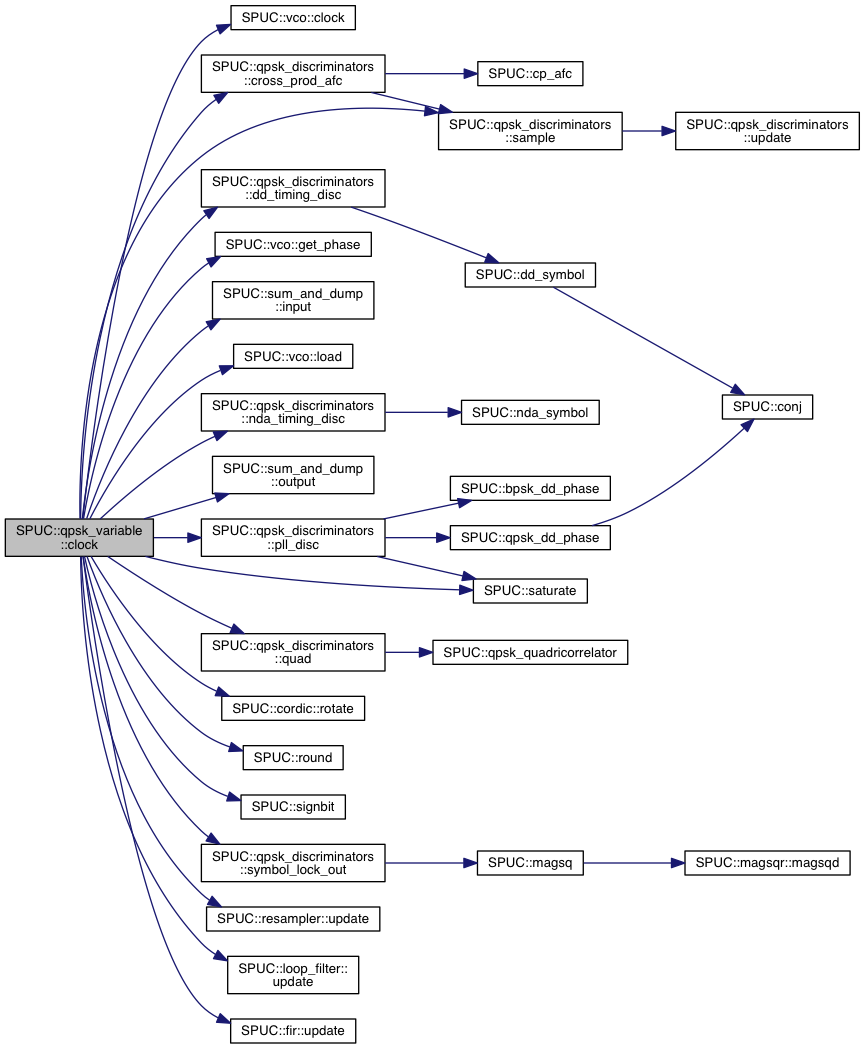 SPUC::vco::clock
SPUC::qpsk_discriminators
::cross_prod_afc
SPUC::cp_afc
SPUC::qpsk_discriminators
::sample
SPUC::qpsk_discriminators
::update
SPUC::qpsk_discriminators
::dd_timing_disc
SPUC::vco::get_phase
SPUC::dd_symbol
SPUC::sum_and_dump
::input
SPUC::vco::load
SPUC::qpsk_discriminators
::nda_timing_disc
SPUC::nda_symbol
SPUC::conj
SPUC::sum_and_dump
::output
SPUC::bpsk_dd_phase
SPUC::qpsk_variable
::clock
SPUC::qpsk_discriminators
::pll_disc
SPUC::qpsk_dd_phase
SPUC::saturate
SPUC::qpsk_discriminators
::quad
SPUC::qpsk_quadricorrelator
SPUC::cordic::rotate
SPUC::round
SPUC::signbit
SPUC::qpsk_discriminators
::symbol_lock_out
SPUC::magsq
SPUC::magsqr::magsqd
SPUC::resampler::update
SPUC::loop_filter::
update
SPUC::fir::update